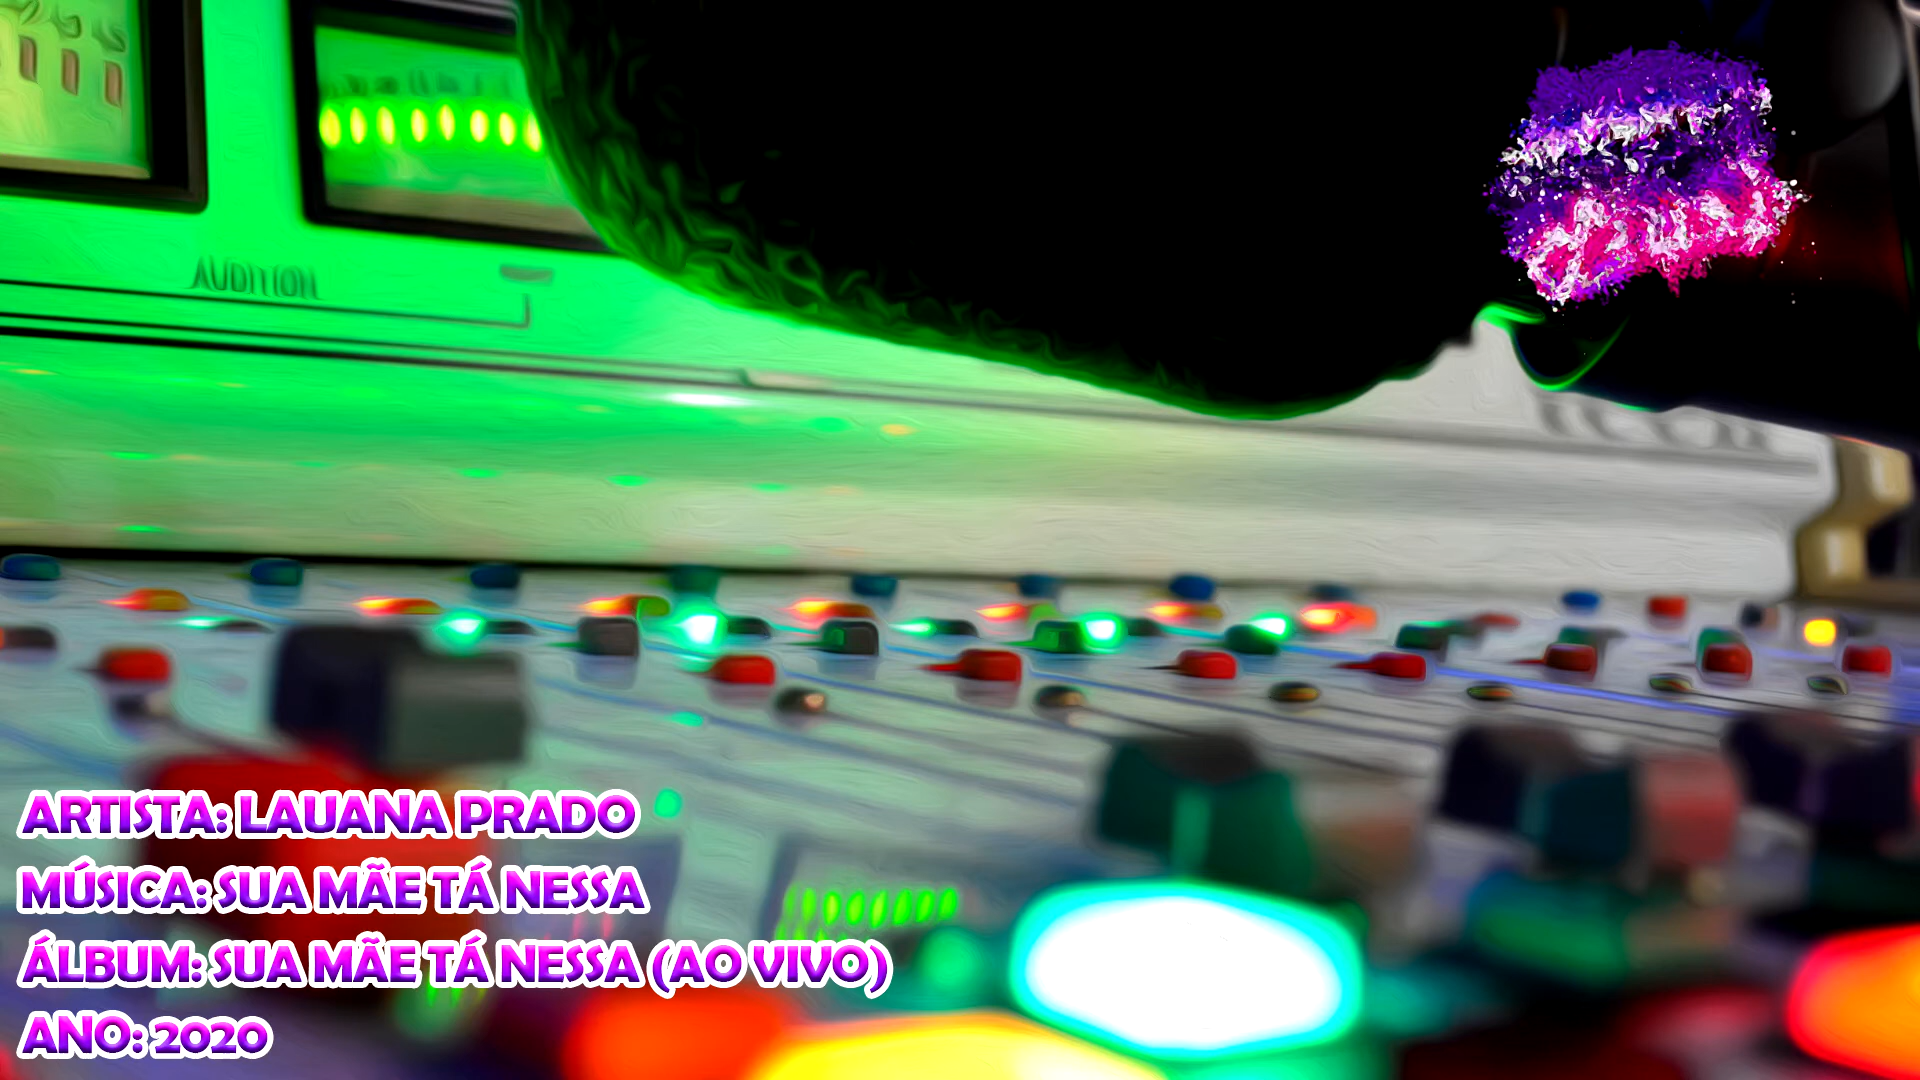 AUDITION
ARTISTA: LAUANA PRADO
MÚSICA: SUA MÃE TÁ NESSA
ÁLBUM: SUA MÃE TÁ NESSA (AO VIVO)
ANO: 2020